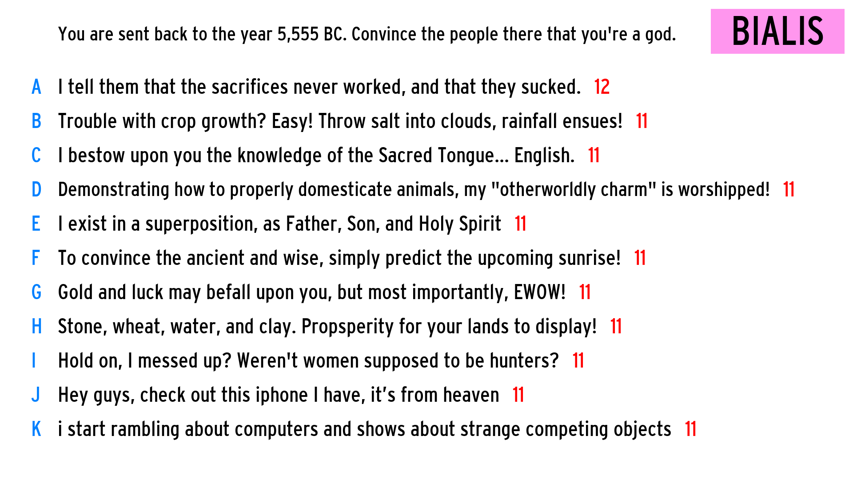 You are sent back to the year 5,555 BC. Convince the people there that you're a god.
BIALIS
A I tell them that the sacrifices never worked, and that they sucked. 12
B Trouble with crop growth? Easy! Throw salt into clouds, rainfall ensues! 11
C I bestow upon you the knowledge of the Sacred Tongue... English. 11
D Demonstrating how to properly domesticate animals, my "otherworldly charm" is worshipped! 11
E I exist in a superposition, as Father, Son, and Holy Spirit 11
F To convince the ancient and wise, simply predict the upcoming sunrise! 11
G Gold and luck may befall upon you, but most importantly, EWOW! 11
H Stone, wheat, water, and clay. Propsperity for your lands to display! 11
I Hold on, I messed up? Weren't women supposed to be hunters? 11
J Hey guys, check out this iphone I have, it’s from heaven 11
K i start rambling about computers and shows about strange competing objects 11